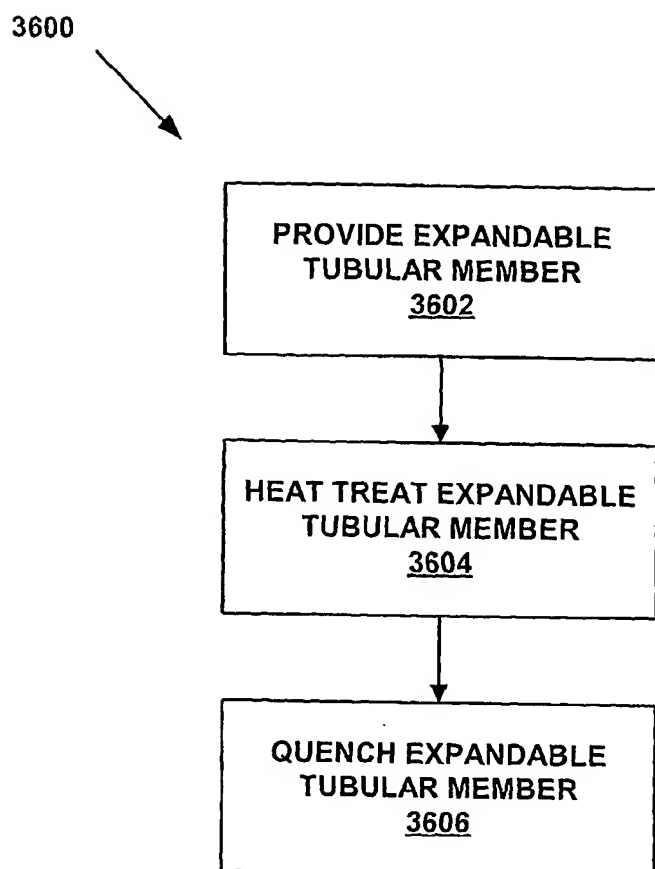 3600
PROVIDE EXPANDABLE
TUBULAR MEMBER
3602
HEAT TREAT EXPANDABLE
TUBULAR MEMBER
3604
QUENCH EXPANDABLE
TUBULAR MEMBER
3606